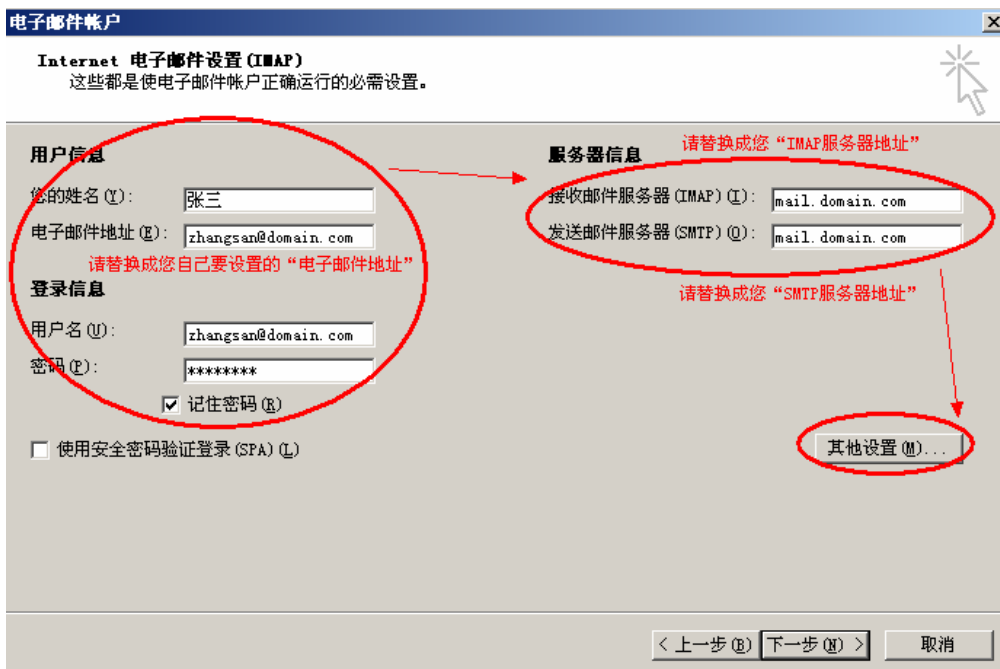 电子邮件帐户
Internet 电子邮件设置(IMAP)
这些都是使电子邮件帐户正确运行的必需设置。
用户信息
您的姓名(Y):
张三
电子邮件地址(E):
zhangsan@domain.com
请替换成您自己要设置的“电子邮件地址”
登录信息
用户名(U):
zhangsan@domain.com
密码(P):
********
记住密码(R)
使用安全密码验证登录(SPA)(L)
请替换成您“IMAP服务器地址”
服务器信息
接收邮件服务器(IMAP)(I):
mail.domain.com
发送邮件服务器(SMTP)(O):
mail.domain.com
请替换成您“SMTP服务器地址”
其他设置(M)...
< 上一步(B)
下一步(N) >
取消